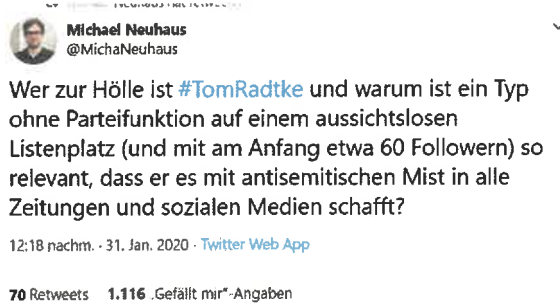 Michael Neuhaus
@MichaNeuhaus
Wer zur Hölle ist #TomRadtke und warum ist ein Typ
ohne Parteifunktion auf einem aussichtslosen
Listenplatz (und mit am Anfang etwa 60 Followern) so
relevant, dass er es mit antisemitischen Mist in alle
Zeitungen und sozialen Medien schafft?
12:18 nachm. · 31. Jan. 2020 · Twitter Web App
70 Retweets 1.116 „Gefällt mir“-Angaben